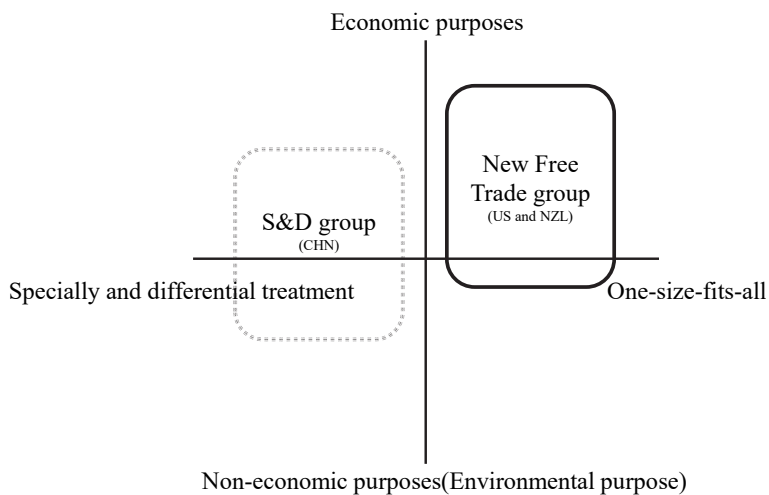 Economic purposes
New Free
Trade group
(US and NZL)
S&D group
(CHN)
Specially and differential treatment
One-size-fits-all
Non-economic purposes(Environmental purpose)